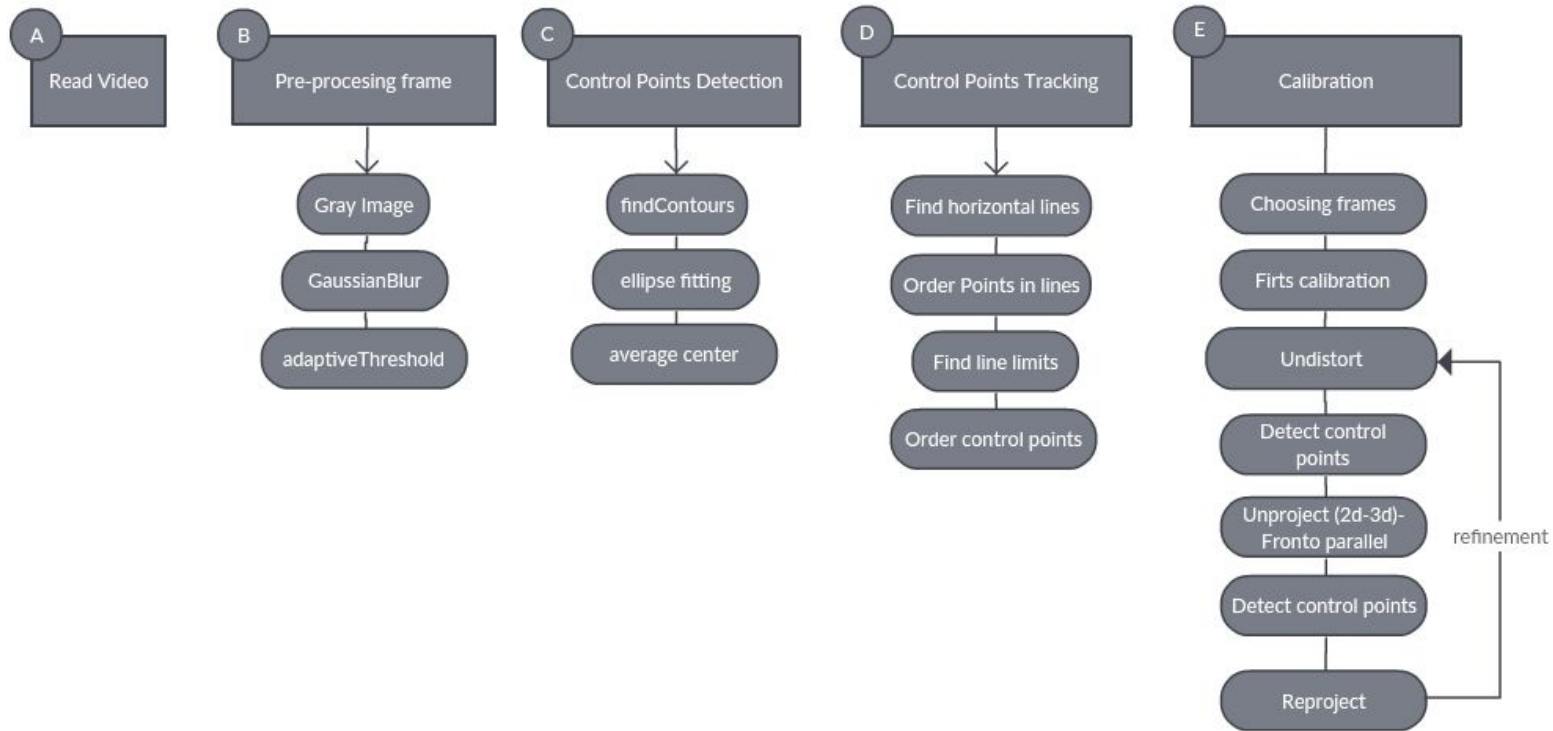 A
Read Video
B
Pre-procesing frame
Gray Image
GaussianBlur
adaptiveThreshold
C
Control Points Detection
findContours
ellipse fitting
average center
D
Control Points Tracking
Find horizontal lines
Order Points in lines
Find line limits
Order control points
E
Calibration
Choosing frames
Firts calibration
Undistort
Detect control
points
Unproject (2d-3d)-
Fronto parallel
Detect control points
Reproject
refinement